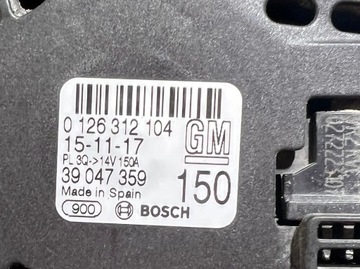 0 126 312 104
GM
15-11-17
PL 3Q->14V 150A
39 047 359
150
Made in Spain
900
BOSCH